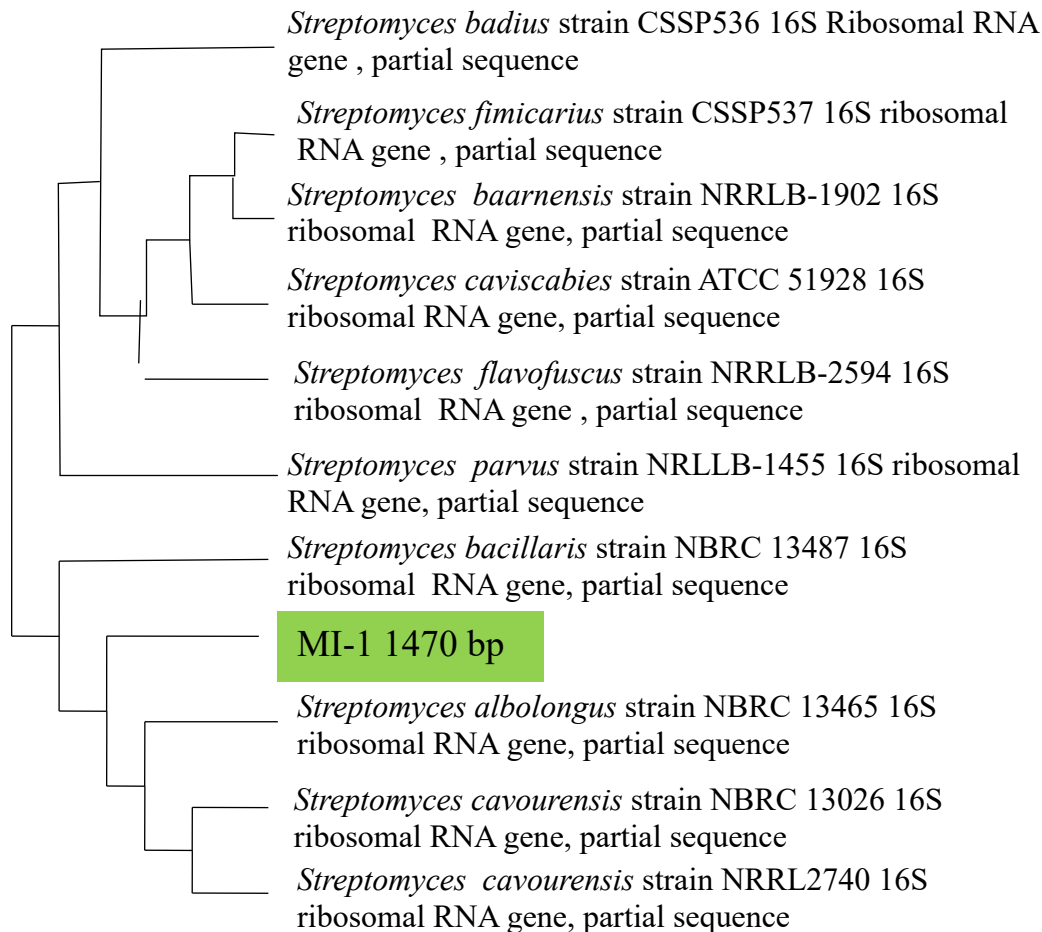 Streptomyces badius strain CSSP536 16S Ribosomal RNA
gene , partial sequence
Streptomyces fimicarius strain CSSP537 16S ribosomal
RNA gene , partial sequence
Streptomyces baarnensis strain NRRLB-1902 16S
ribosomal RNA gene, partial sequence
Streptomyces caviscabies strain ATCC 51928 16S
ribosomal RNA gene, partial sequence
Streptomyces flavofuscus strain NRRLB-2594 16S
ribosomal RNA gene , partial sequence
Streptomyces parvus strain NRLLB-1455 16S ribosomal
RNA gene, partial sequence
Streptomyces bacillaris strain NBRC 13487 16S
ribosomal RNA gene, partial sequence
MI-1 1470 bp
Streptomyces albolongus strain NBRC 13465 16S
ribosomal RNA gene, partial sequence
Streptomyces cavourensis strain NBRC 13026 16S
ribosomal RNA gene, partial sequence
Streptomyces cavourensis strain NRRL2740 16S
ribosomal RNA gene, partial sequence